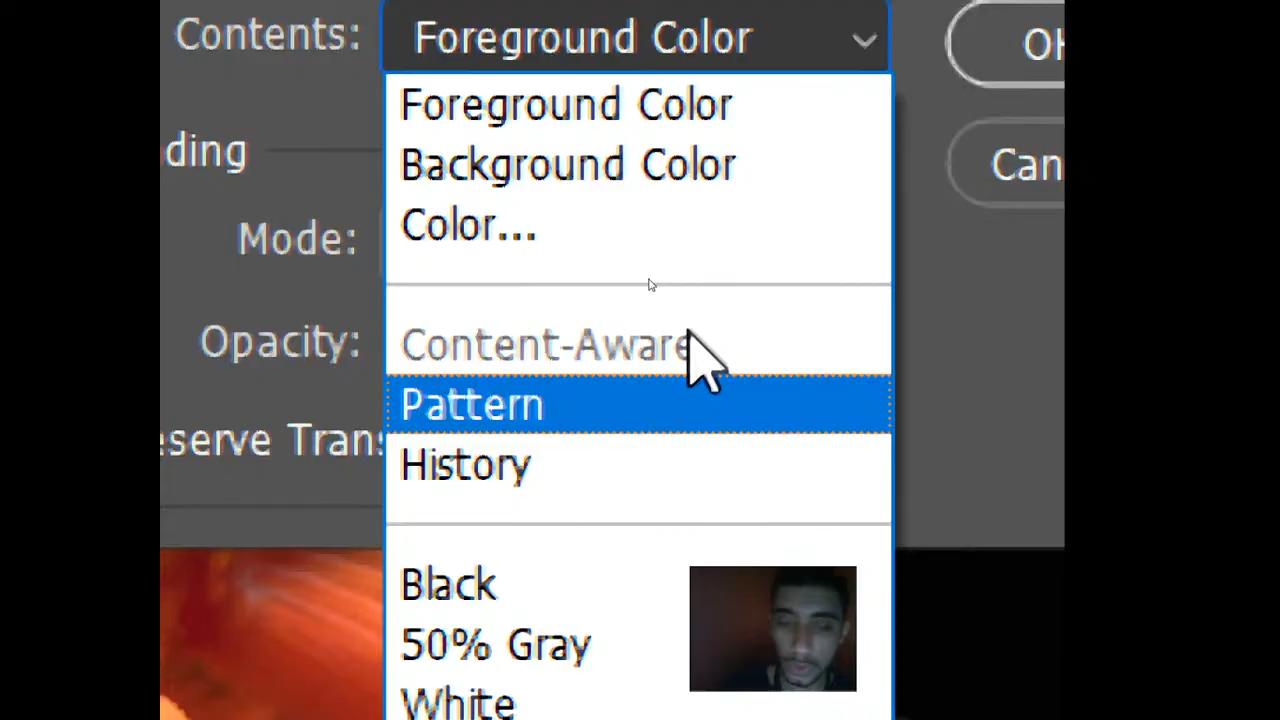 Contents: Foreground Color OK
Foreground Color
ding
Background Color
Can
Color...
Mode:
Opacity:
Content-Aware
Pattern
eserve Trans
History
Black
50% Gray
White